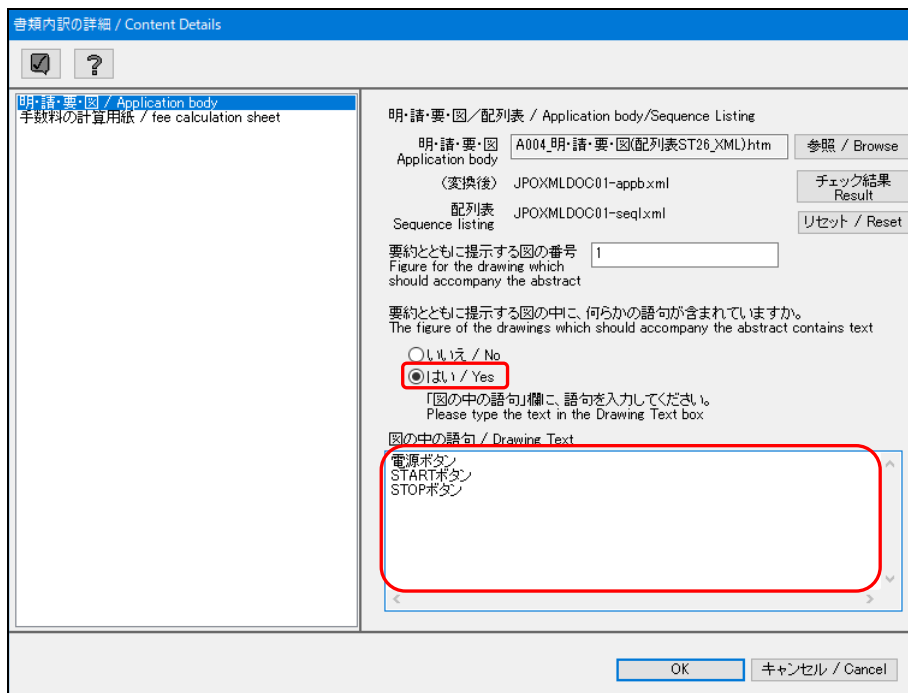 書類内訳の詳細 / Content Details
?
明・請・要・図 / Application body
手数料の計算用紙 / fee calculation sheet
明・請・要・図／配列表 / Application body/Sequence Listing
明・請・要・図
Application body
A004_明・請・要・図(配列表ST26_XML).htm
参照 / Browse
(変換後)
JPOXMLDOC01-appb.xml
チェック結果
Result
配列表
Sequence listing
JPOXMLDOC01-seql.xml
リセット / Reset
要約とともに提示する図の番号
Figure for the drawing which
should accompany the abstract
1
要約とともに提示する図の中に、何らかの語句が含まれていますか。
The figure of the drawings which should accompany the abstract contains text
いいえ / No
はい / Yes
「図の中の語句」欄に、語句を入力してください。
Please type the text in the Drawing Text box
図の中の語句 / Drawing Text
電源ボタン
STARTボタン
STOPボタン
OK
キャンセル / Cancel